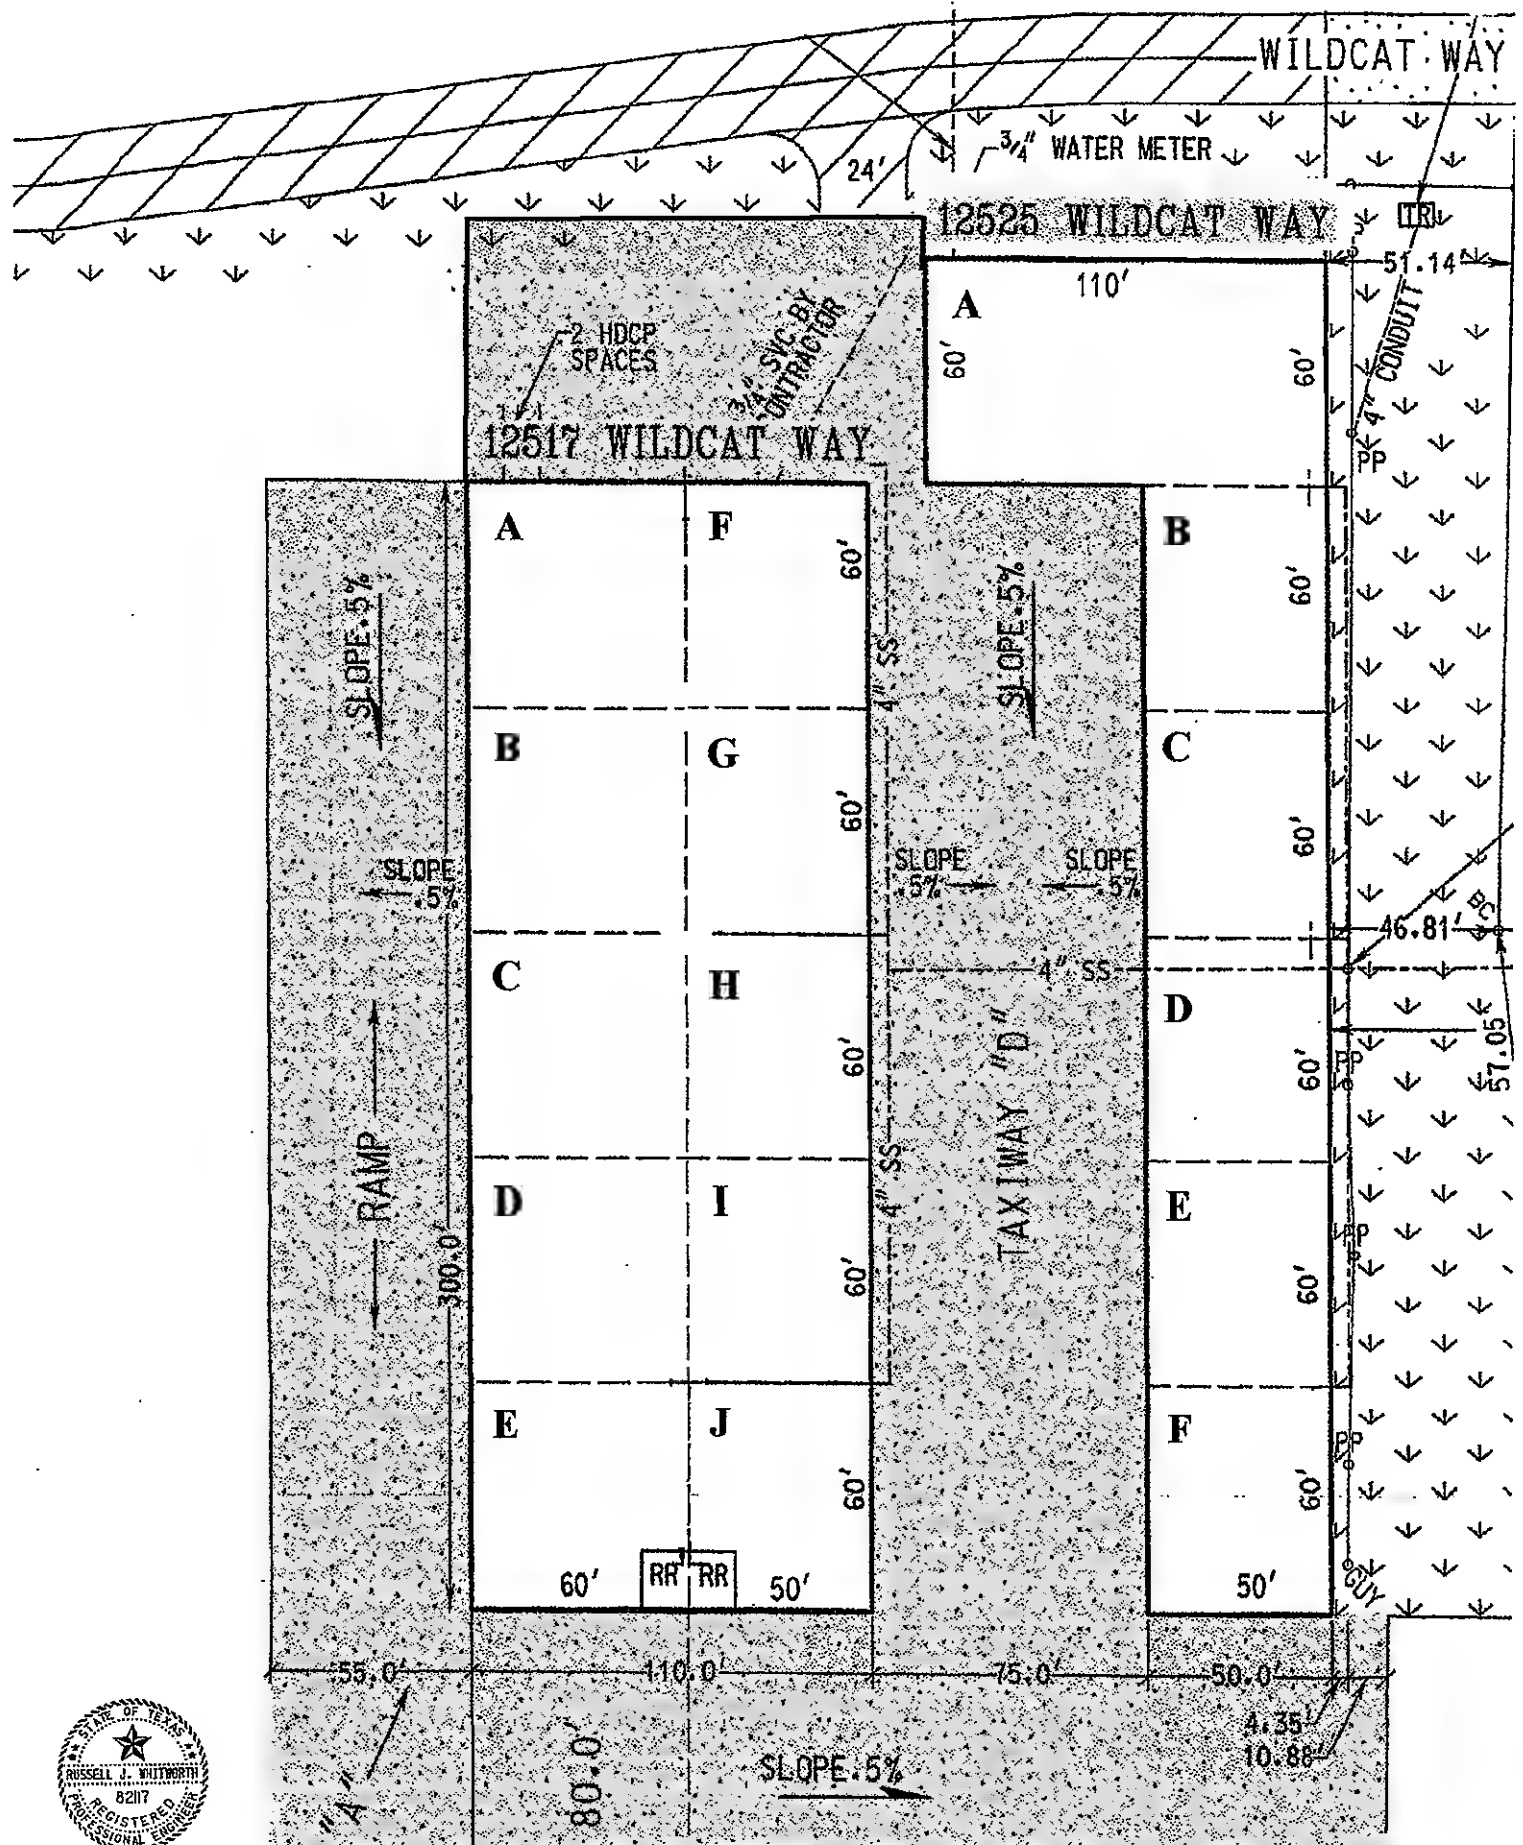 WILDCAT WAY
3/4" WATER METER
24'
12525 WILDCAT WAY
TR
51.14'
110'
A
60'
60'
4" CONDUIT
2 HDCP
SPACES
3/4" SVC BY
ONTRACTOR
12517 WILDCAT WAY
PP
A
F
60'
B
60'
SLOPE .5%
SLOPE .5%
4" SS
B
G
60'
C
60'
SLOPE
.5%
SLOPE
.5%
SLOPE
.5%
BC
46.81'
C
H
60'
4" SS
D
60'
PP
57.05'
TAXIWAY "D"
RAMP
300.0'
D
I
60'
4" SS
E
60'
PP
E
J
60'
F
60'
PP
60'
RR
RR
50'
50'
GUY
55.0'
110.0'
75.0'
50.0'
4.35'
10.88'
"A"
80.0'
SLOPE .5%
STATE OF TEXAS
RUSSELL J. WHITWORTH
82117
REGISTERED
PROFESSIONAL ENGINEER